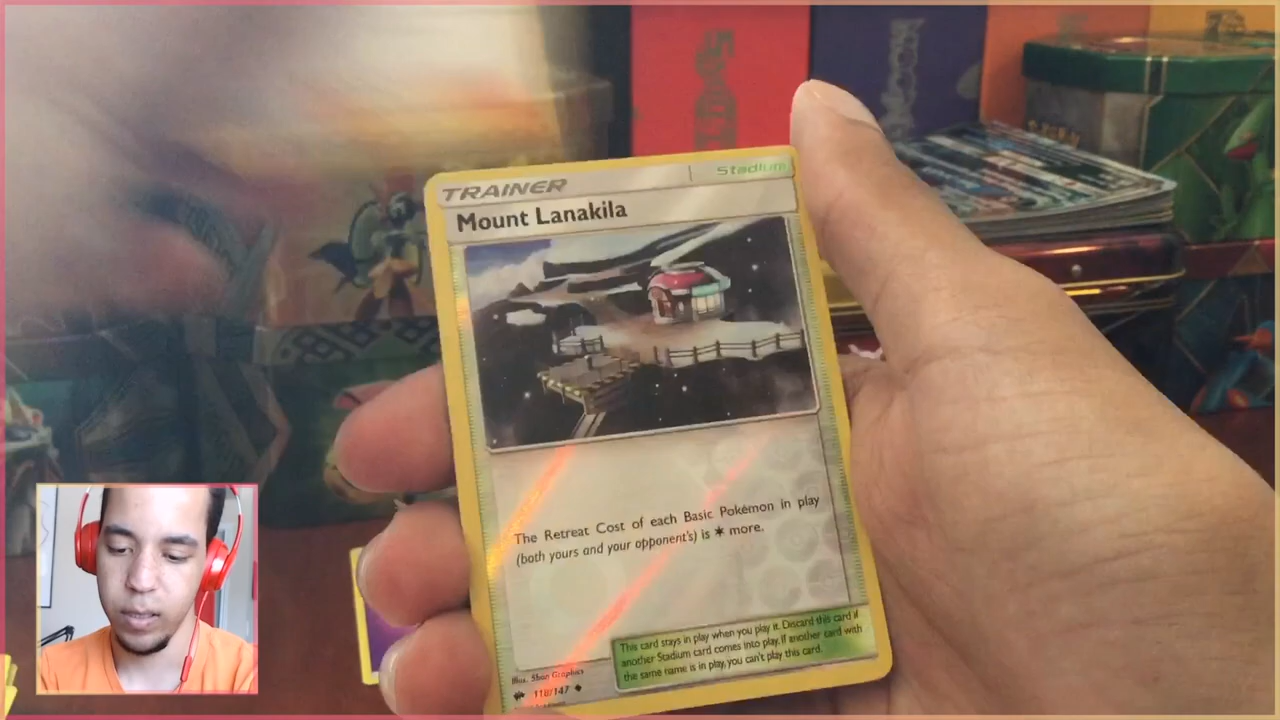 TRAINER
Stadium
Mount Lanakila
The Retreat Cost of each Basic Pokémon in play
(both yours and your opponent's) is more.
This card stays in play when you play it. Discard this card if
another Stadium card comes into play. If another card with
the same name is in play, you can't play this card.
Illus. 5ban Graphics
118/147